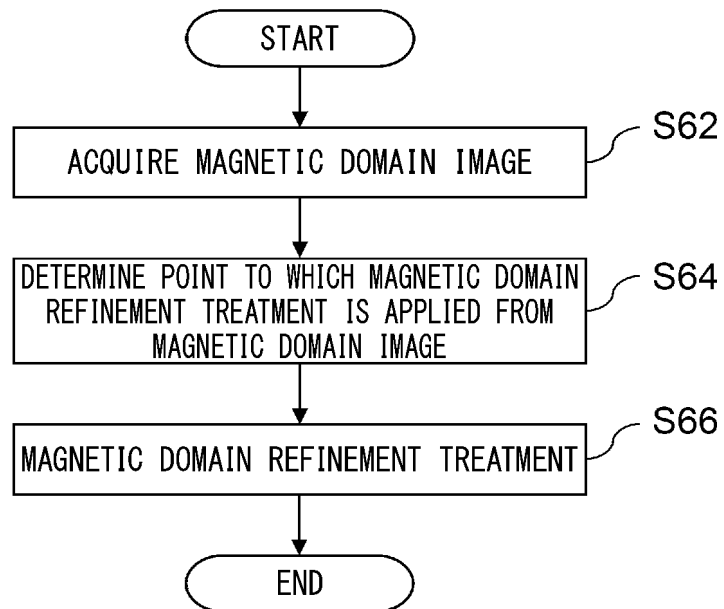 START
S62
ACQUIRE MAGNETIC DOMAIN IMAGE
S64
DETERMINE POINT TO WHICH MAGNETIC DOMAIN
REFINEMENT TREATMENT IS APPLIED FROM
MAGNETIC DOMAIN IMAGE
S66
MAGNETIC DOMAIN REFINEMENT TREATMENT
END